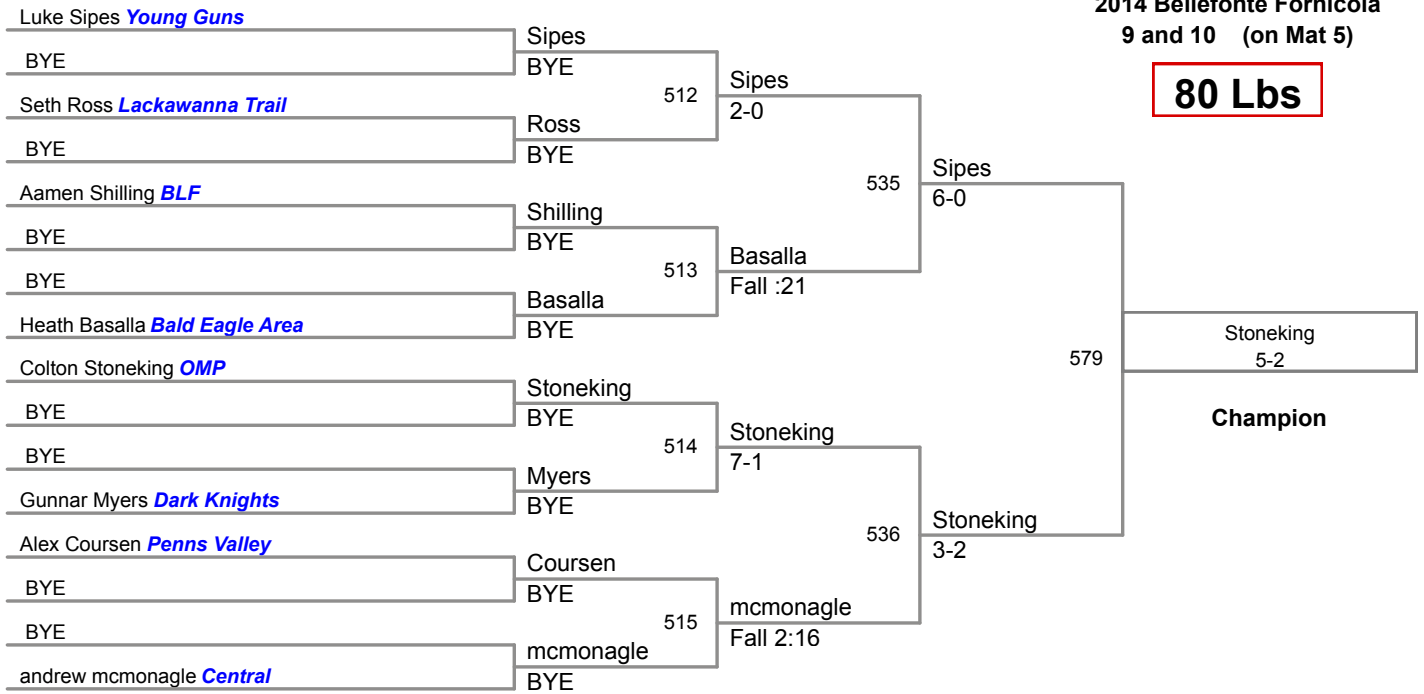 2014 Bellefonte Fornicola
9 and 10 (on Mat 5)
80 Lbs
Luke Sipes Young Guns
BYE
Seth Ross Lackawanna Trail
BYE
Aamen Shilling BLF
BYE
BYE
Heath Basalla Bald Eagle Area
Colton Stoneking OMP
BYE
BYE
Gunnar Myers Dark Knights
Alex Coursen Penns Valley
BYE
BYE
andrew mcmonagle Central
Sipes
BYE
Ross
BYE
Shilling
BYE
Basalla
BYE
Stoneking
BYE
Myers
BYE
Coursen
BYE
mcmonagle
BYE
512
513
514
515
Sipes
2-0
Basalla
Fall :21
Stoneking
7-1
mcmonagle
Fall 2:16
535
536
Sipes
6-0
Stoneking
3-2
579
Stoneking
5-2
Champion